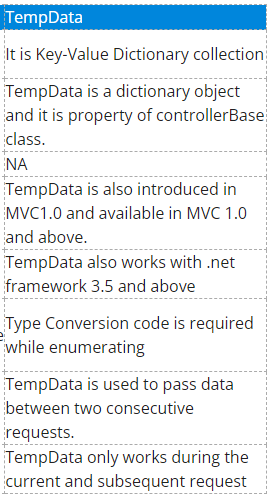 TempData
It is Key-Value Dictionary collection
TempData is a dictionary object
and it is property of controllerBase
class.
NA
TempData is also introduced in
MVC1.0 and available in MVC 1.0
and above.
TempData also works with .net
framework 3.5 and above
Type Conversion code is required
while enumerating
TempData is used to pass data
between two consecutive
requests.
TempData only works during the
current and subsequent request